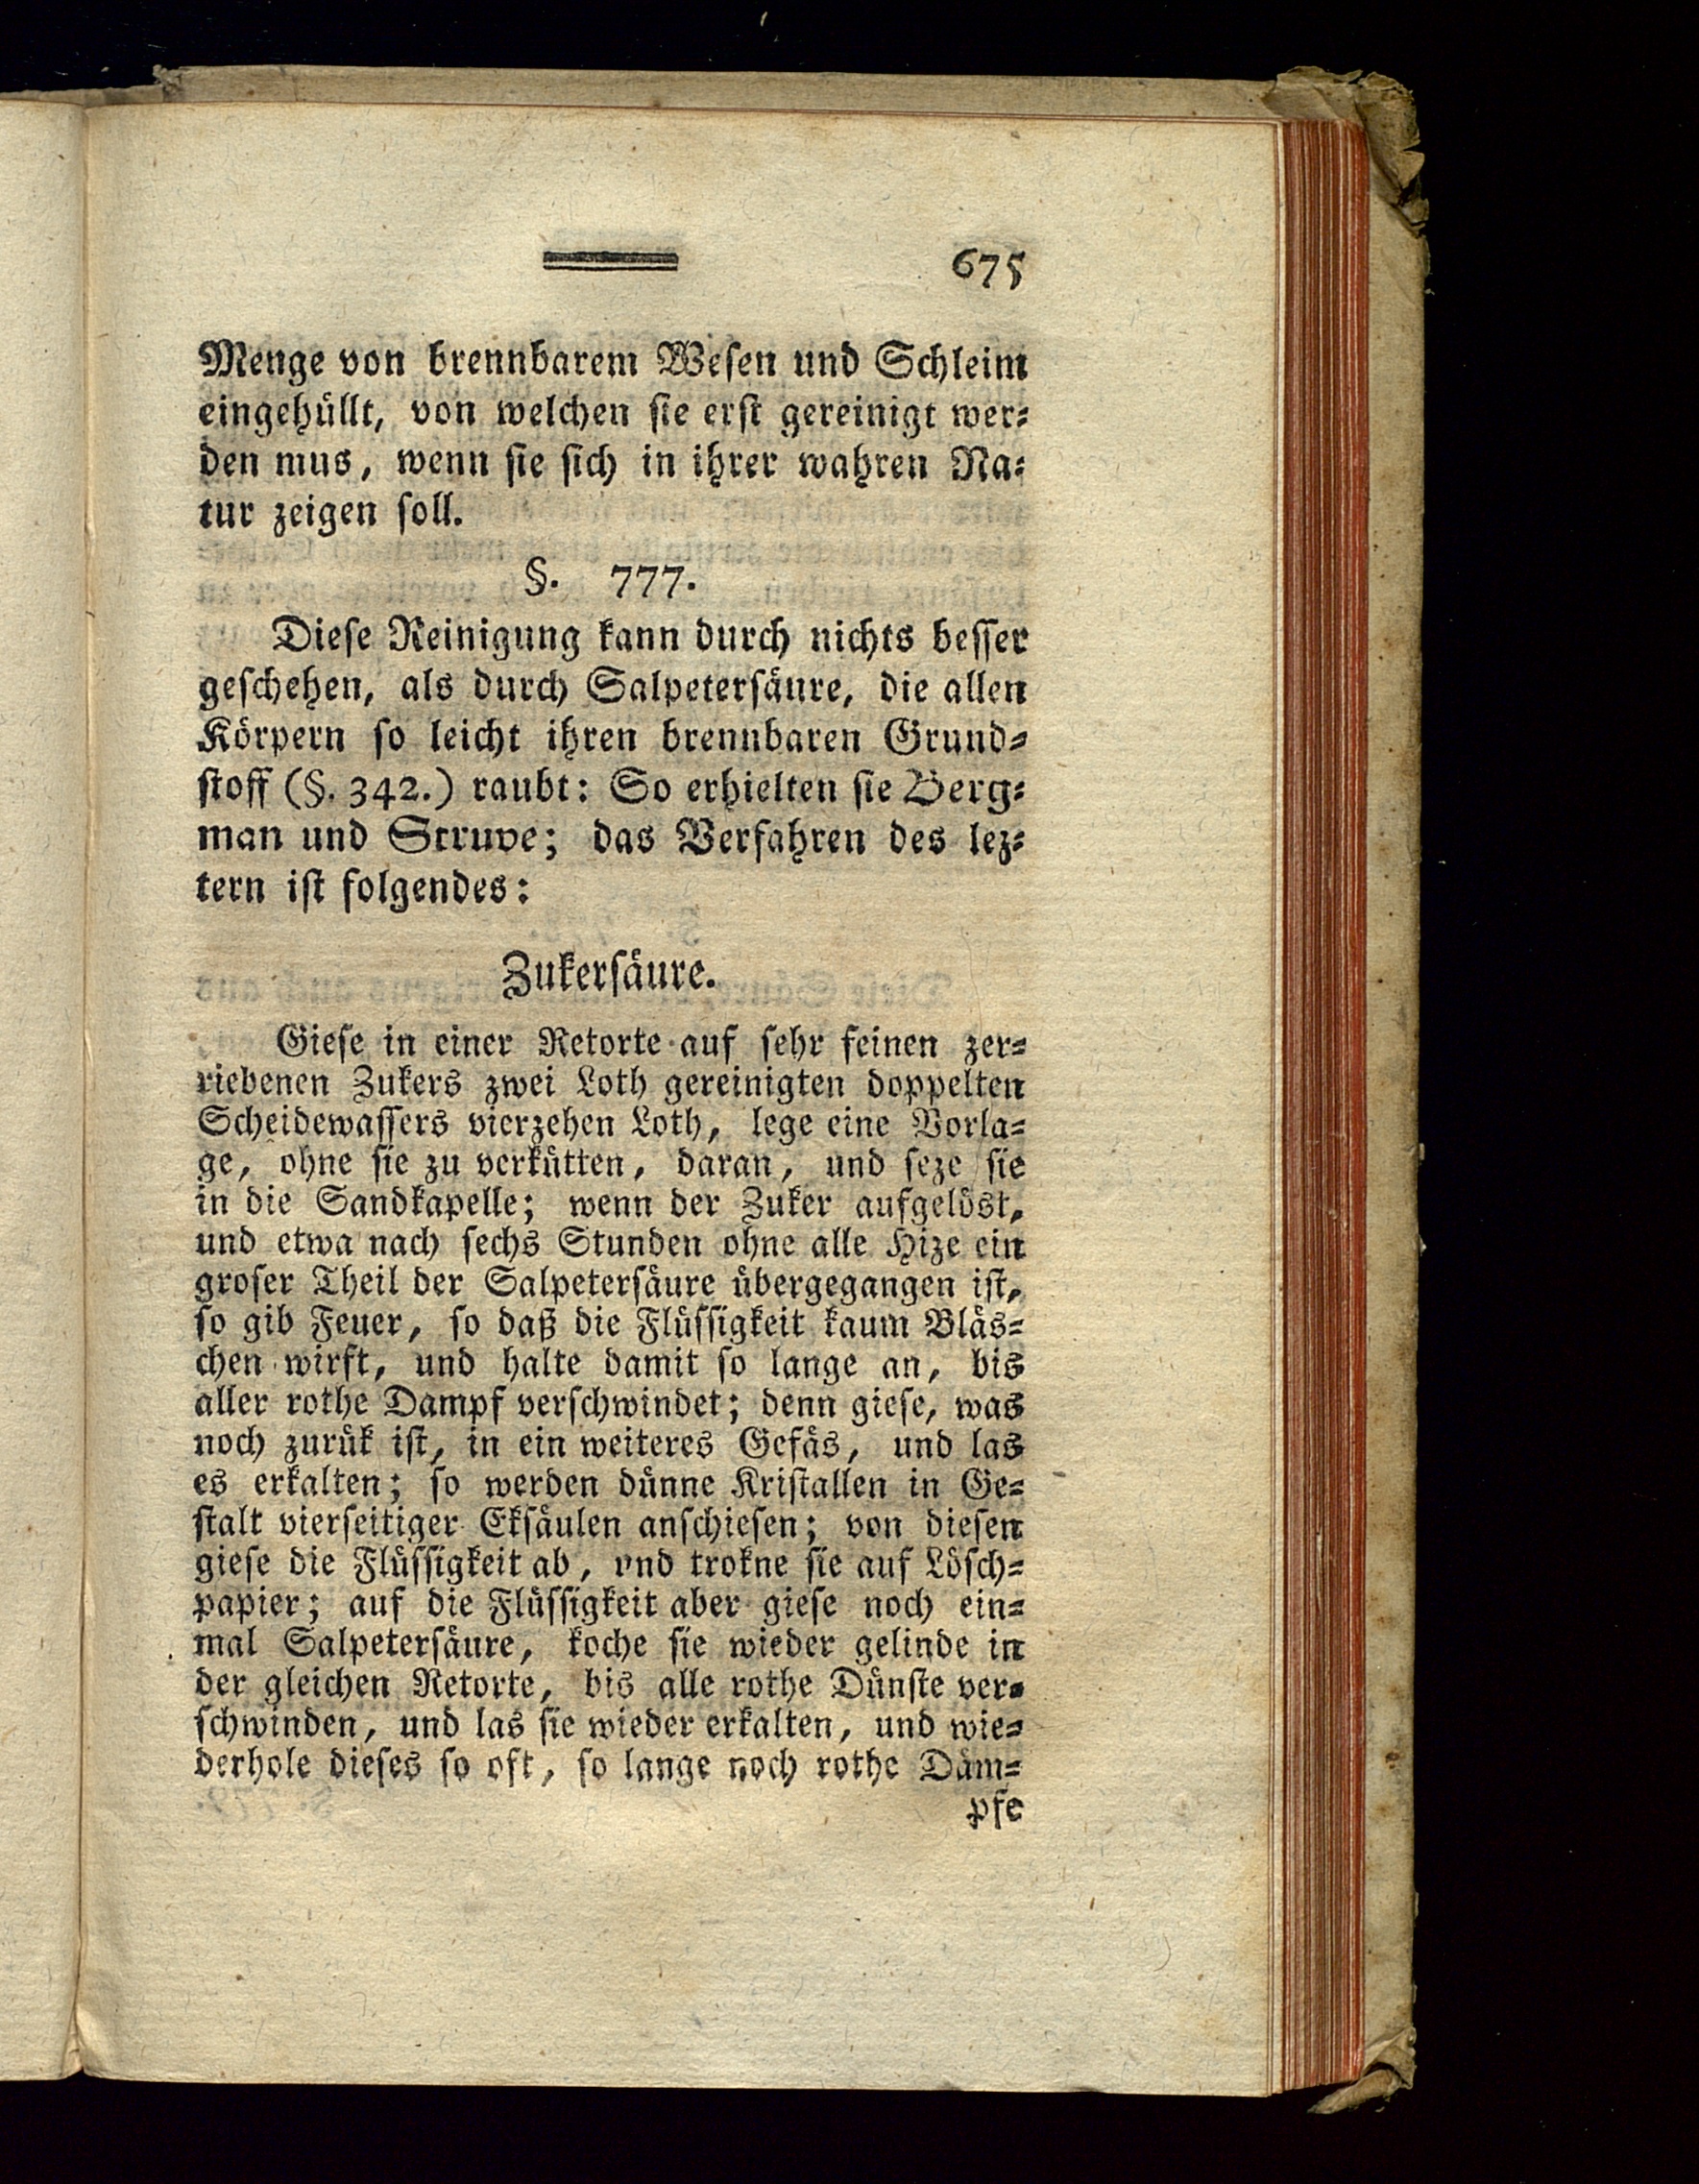 675
Menge von brennbarem Wesen und Schleim
eingehüllt, von welchen sie erst gereinigt wer-
den mus, wenn sie sich in ihrer wahren Na-
tur zeigen soll.
§. 777.
Diese Reinigung kann durch nichts besser
geschehen, als durch Salpetersäure, die allen
Körpern so leicht ihren brennbaren Grund-
stoff (§. 342.) raubt: So erhielten sie Berg-
man und Struve; das Verfahren des lez-
tern ist folgendes:
Zukersäure.
Giese in einer Retorte auf sehr feinen zer-
riebenen Zukers zwei Loth gereinigten doppelten
Scheidewassers vierzehen Loth, lege eine Vorla-
ge, ohne sie zu verkütten, daran, und seze sie
in die Sandkapelle; wenn der Zuker aufgelöst,
und etwa nach sechs Stunden ohne alle Hize ein
groser Theil der Salpetersäure übergegangen ist,
so gib Feuer, so daß die Flüssigkeit kaum Bläs-
chen wirft, und halte damit so lange an, bis
aller rothe Dampf verschwindet; denn giese, was
noch zurük ist, in ein weiteres Gefäs, und las
es erkalten; so werden dünne Kristallen in Ge-
stalt vierseitiger Eksäulen anschiesen; von diesen
giese die Flüssigkeit ab, vnd trokne sie auf Lösch-
papier; auf die Flüssigkeit aber giese noch ein-
mal Salpetersäure, koche sie wieder gelinde in
der gleichen Retorte, bis alle rothe Dünste ver-
schwinden, und las sie wieder erkalten, und wie-
derhole dieses so oft, so lange noch rothe Däm-
pfe